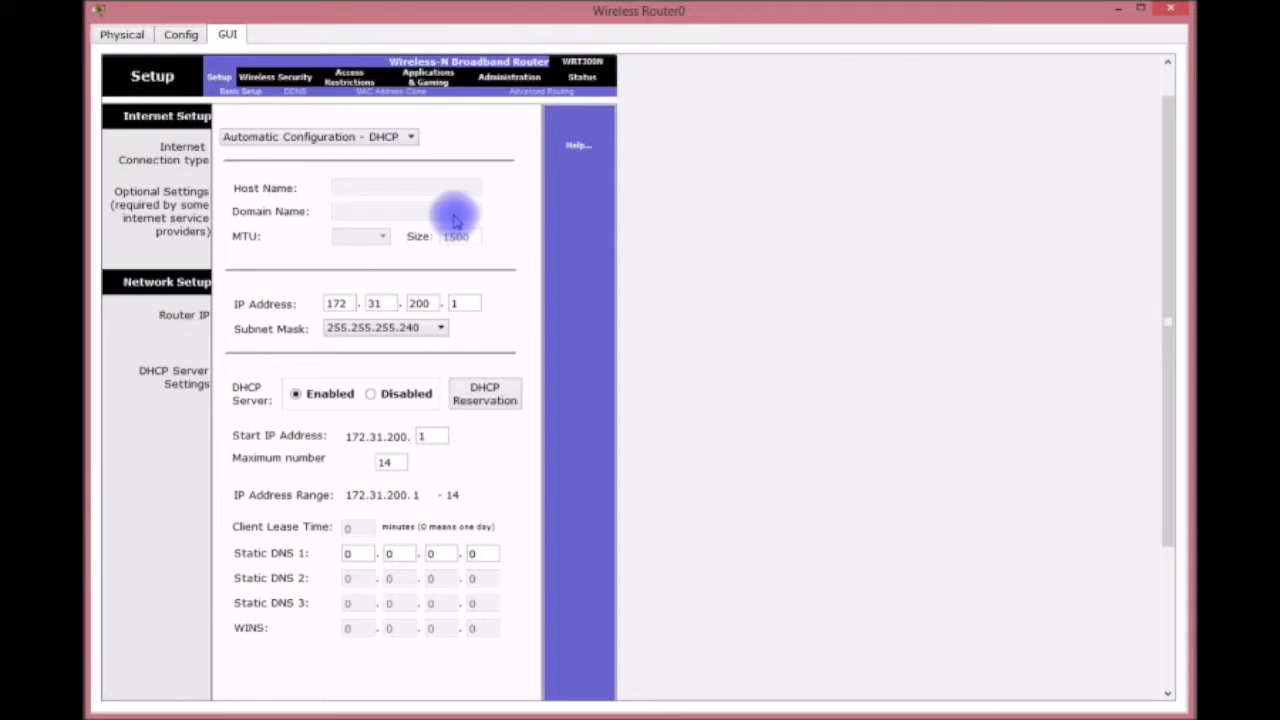 Wireless Router0
Physical Config GUI
Wireless-N Broadband Router WRT300N
Setup
Setup Wireless Security Access Restrictions Applications & Gaming Administration Status
Basic Setup DDNS MAC Address Clone Advanced Routing
Internet Setup
Internet Connection type
Automatic Configuration - DHCP
Help...
Optional Settings
(required by some
internet service
providers)
Host Name:
Domain Name:
MTU: Size: 1500
Network Setup
Router IP
IP Address: 172 . 31 . 200 . 1
Subnet Mask: 255.255.255.240
DHCP Server
Settings
DHCP Server: Enabled Disabled DHCP Reservation
Start IP Address: 172.31.200. 1
Maximum number 14
IP Address Range: 172.31.200.1 - 14
Client Lease Time: 0 minutes (0 means one day)
Static DNS 1: 0 . 0 . 0 . 0
Static DNS 2: 0 . 0 . 0 . 0
Static DNS 3: 0 . 0 . 0 . 0
WINS: 0 . 0 . 0 . 0